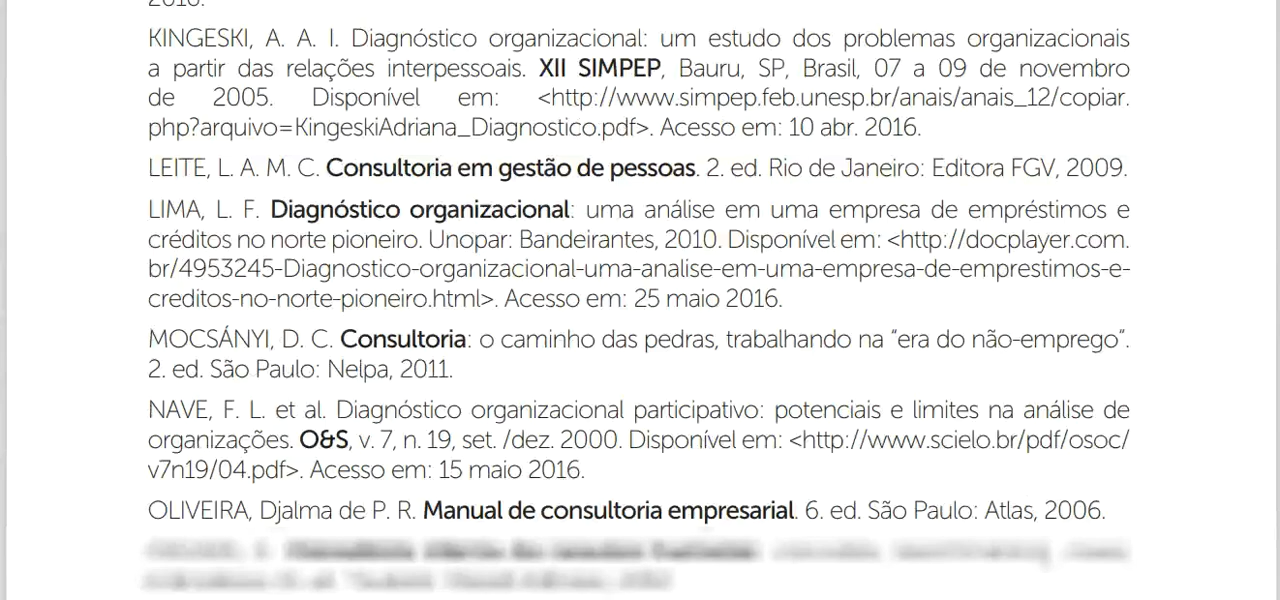 2016.
KINGESKI, A. A. I. Diagnóstico organizacional: um estudo dos problemas organizacionais
a partir das relações interpessoais. XII SIMPEP, Bauru, SP, Brasil, 07 a 09 de novembro
de 2005. Disponível em: <http://www.simpep.feb.unesp.br/anais/anais_12/copiar.
php?arquivo=KingeskiAdriana_Diagnostico.pdf>. Acesso em: 10 abr. 2016.
LEITE, L. A. M. C. Consultoria em gestão de pessoas. 2. ed. Rio de Janeiro: Editora FGV, 2009.
LIMA, L. F. Diagnóstico organizacional: uma análise em uma empresa de empréstimos e
créditos no norte pioneiro. Unopar: Bandeirantes, 2010. Disponível em: <http://docplayer.com.
br/4953245-Diagnostico-organizacional-uma-analise-em-uma-empresa-de-emprestimos-e-
creditos-no-norte-pioneiro.html>. Acesso em: 25 maio 2016.
MOCSÁNYI, D. C. Consultoria: o caminho das pedras, trabalhando na “era do não-emprego”.
2. ed. São Paulo: Nelpa, 2011.
NAVE, F. L. et al. Diagnóstico organizacional participativo: potenciais e limites na análise de
organizações. O&S, v. 7, n. 19, set. /dez. 2000. Disponível em: <http://www.scielo.br/pdf/osoc/
v7n19/04.pdf>. Acesso em: 15 maio 2016.
OLIVEIRA, Djalma de P. R. Manual de consultoria empresarial. 6. ed. São Paulo: Atlas, 2006.